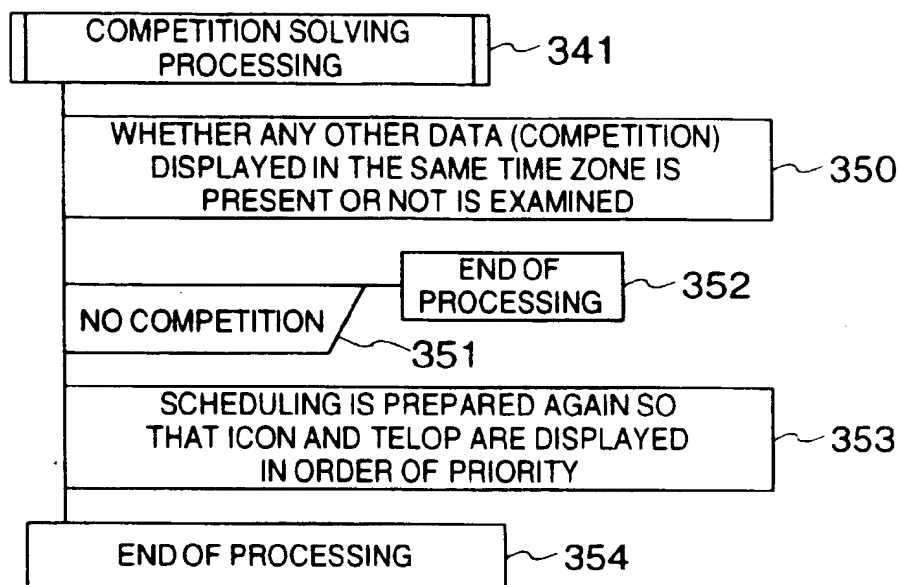 COMPETITION SOLVING
PROCESSING
341
WHETHER ANY OTHER DATA (COMPETITION)
DISPLAYED IN THE SAME TIME ZONE IS
PRESENT OR NOT IS EXAMINED
350
END OF
PROCESSING
352
NO COMPETITION
351
SCHEDULING IS PREPARED AGAIN SO
THAT ICON AND TELOP ARE DISPLAYED
IN ORDER OF PRIORITY
353
END OF PROCESSING
354